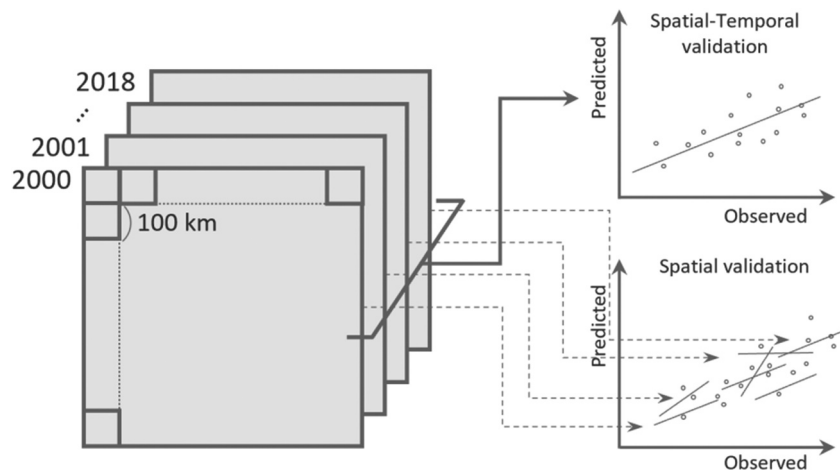 2018
⋮
2001
2000
100 km
Spatial-Temporal
validation
Predicted
Observed
Spatial validation
Predicted
Observed